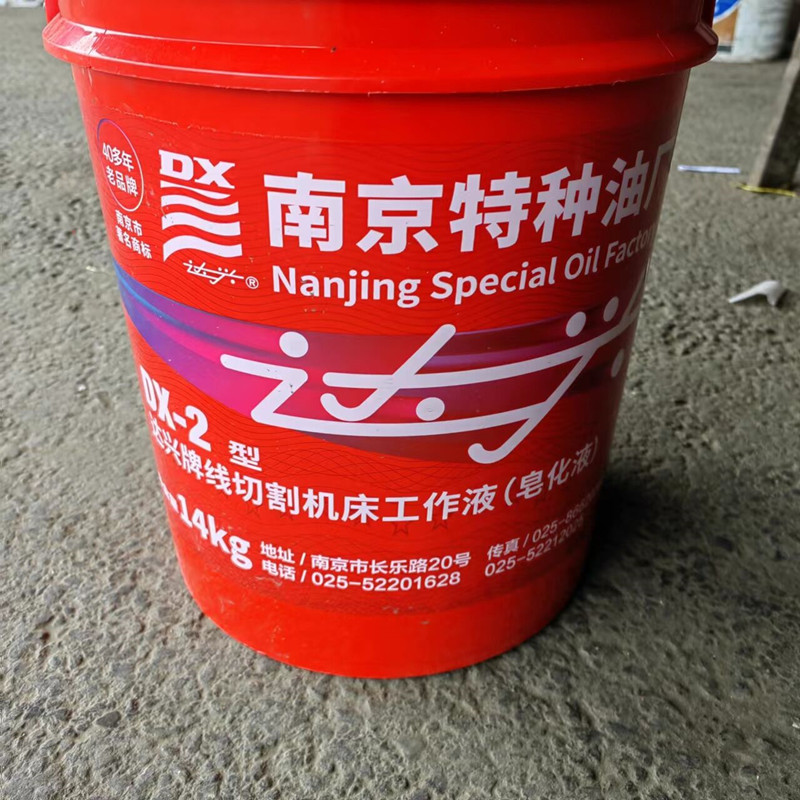 40多年
老品牌
南京市
著名商标
DX
达兴®
南京特种油厂
Nanjing Special Oil Factory
达兴
DX-2 型
达兴牌线切割机床工作液(皂化液)
14kg
地址/南京市长乐路20号
电话/025-52201628
传真/025-
025-